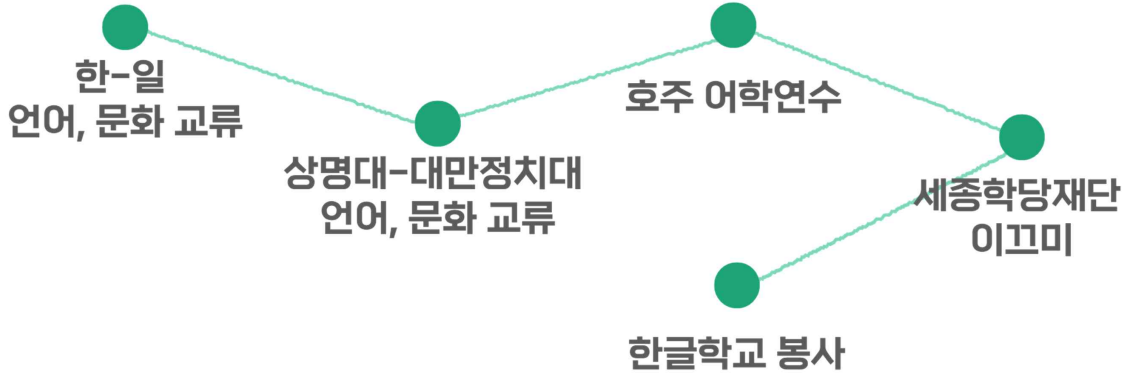 한-일
언어, 문화 교류
상명대-대만정치대
언어, 문화 교류
호주 어학연수
세종학당재단
이끄미
한글학교 봉사